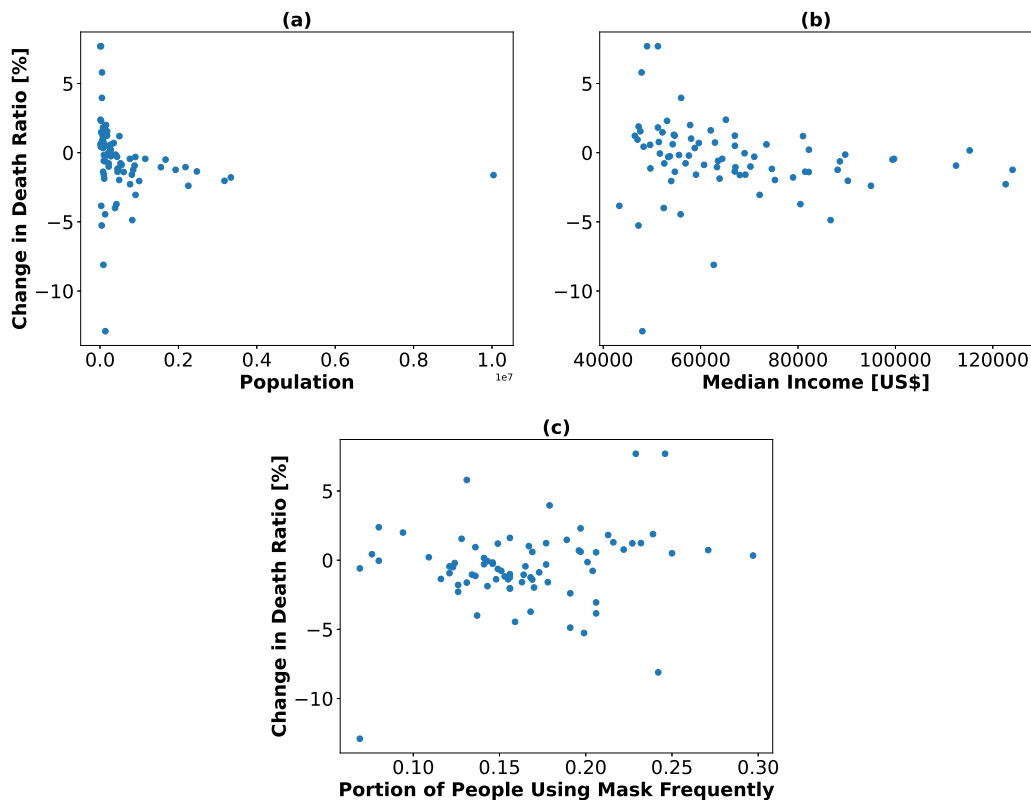 (a)
Change in Death Ratio [%]
5
0
−5
−10
0.0 0.2 0.4 0.6 0.8 1.0
1e7
Population
(b)
5
0
−5
−10
40000 60000 80000 100000 120000
Median Income [US$]
(c)
Change in Death Ratio [%]
5
0
−5
−10
0.10 0.15 0.20 0.25 0.30
Portion of People Using Mask Frequently